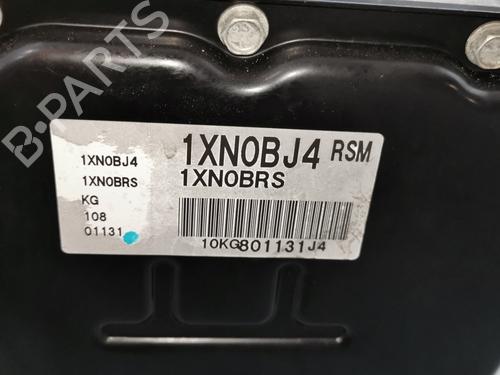 B-PARTS
1XN0BJ4
1XN0BRS
KG
108
01131
1XN0BJ4 RSM
1XN0BRS
10KG801131J4